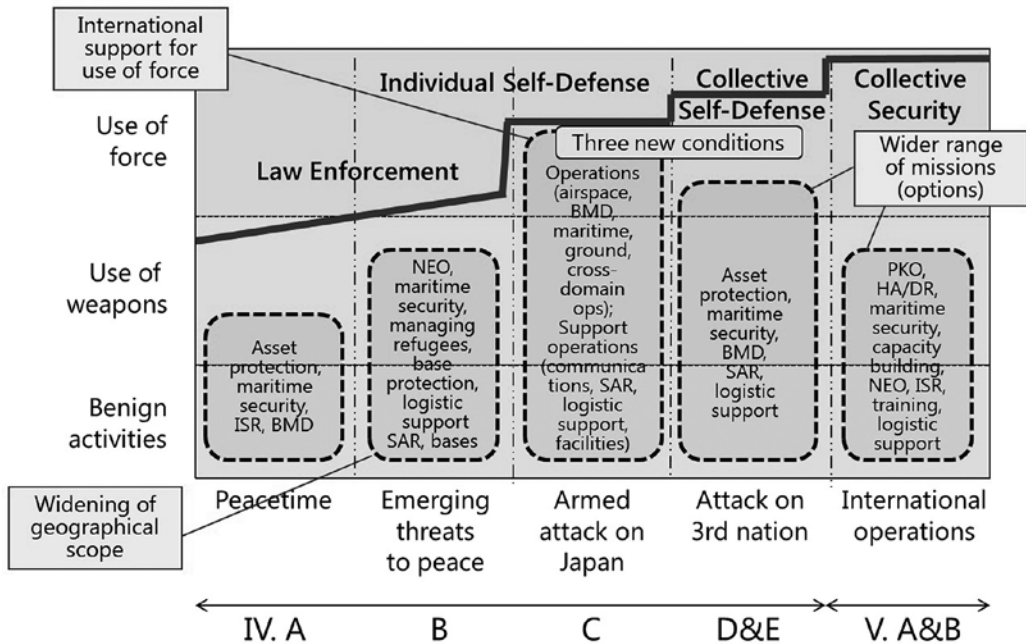 International
support for
use of force
Individual Self-Defense
Collective
Self-Defense
Collective
Security
Use of
force
Three new conditions
Wider range
of missions
(options)
Law Enforcement
Operations
(airspace,
BMD,
maritime,
ground,
cross-
domain
ops);
Support
operations
(communica
tions, SAR,
logistic
support,
facilities)
Use of
weapons
NEO,
maritime
security,
managing
refugees,
base
protection,
logistic
support
SAR, bases
Asset
protection,
maritime
security,
BMD,
SAR,
logistic
support
PKO,
HA/DR,
maritime
security,
capacity
building,
NEO, ISR,
training,
logistic
support
Asset
protection,
maritime
security,
ISR, BMD
Benign
activities
Widening of
geographical
scope
Peacetime
Emerging
threats
to peace
Armed
attack on
Japan
Attack on
3rd nation
International
operations
IV. A
B
C
D&E
V. A&B